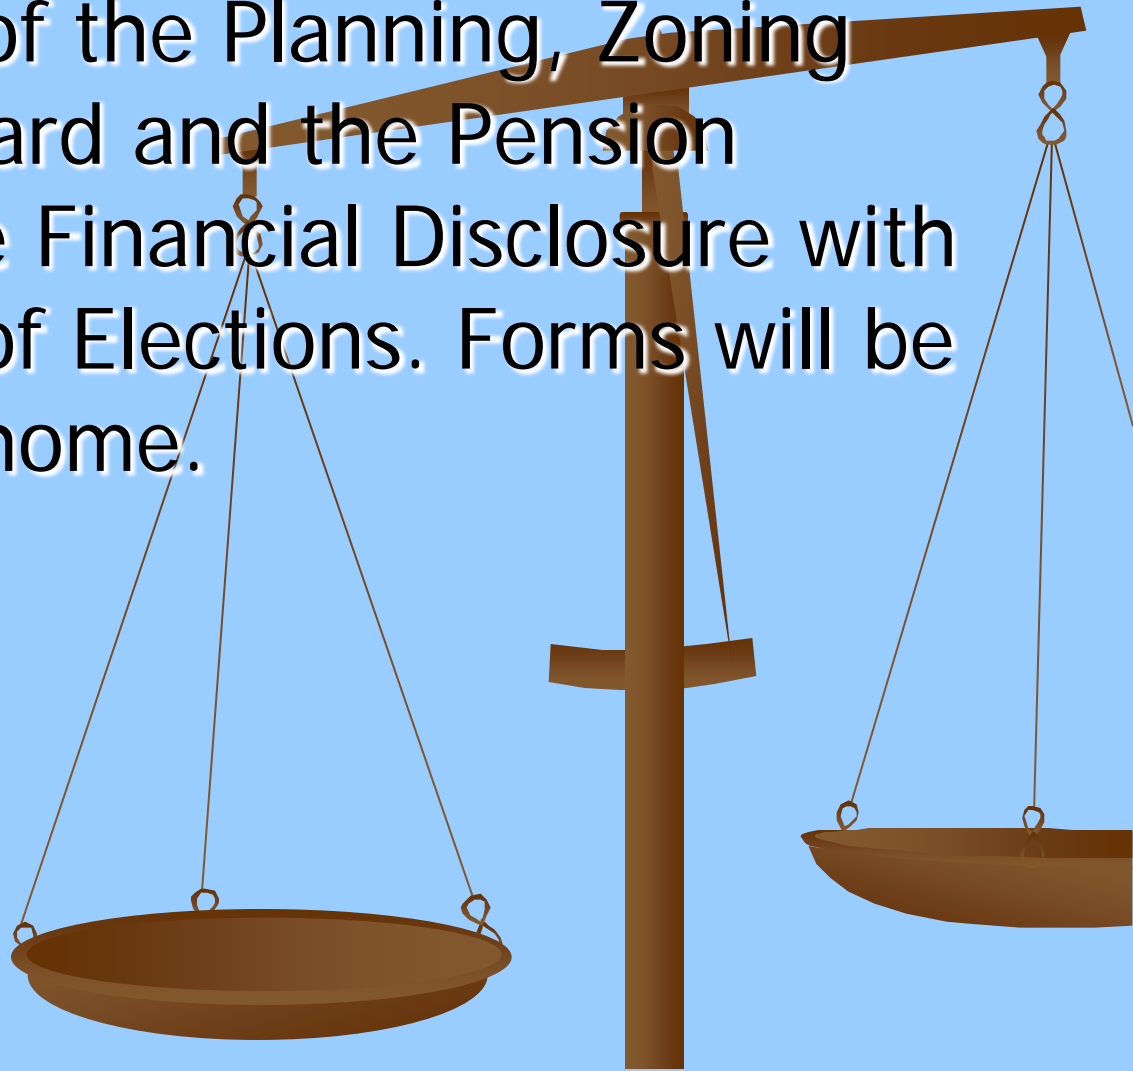 of the Planning, Zoning
ard and the Pension
e Financial Disclosure with
of Elections. Forms will be
home.